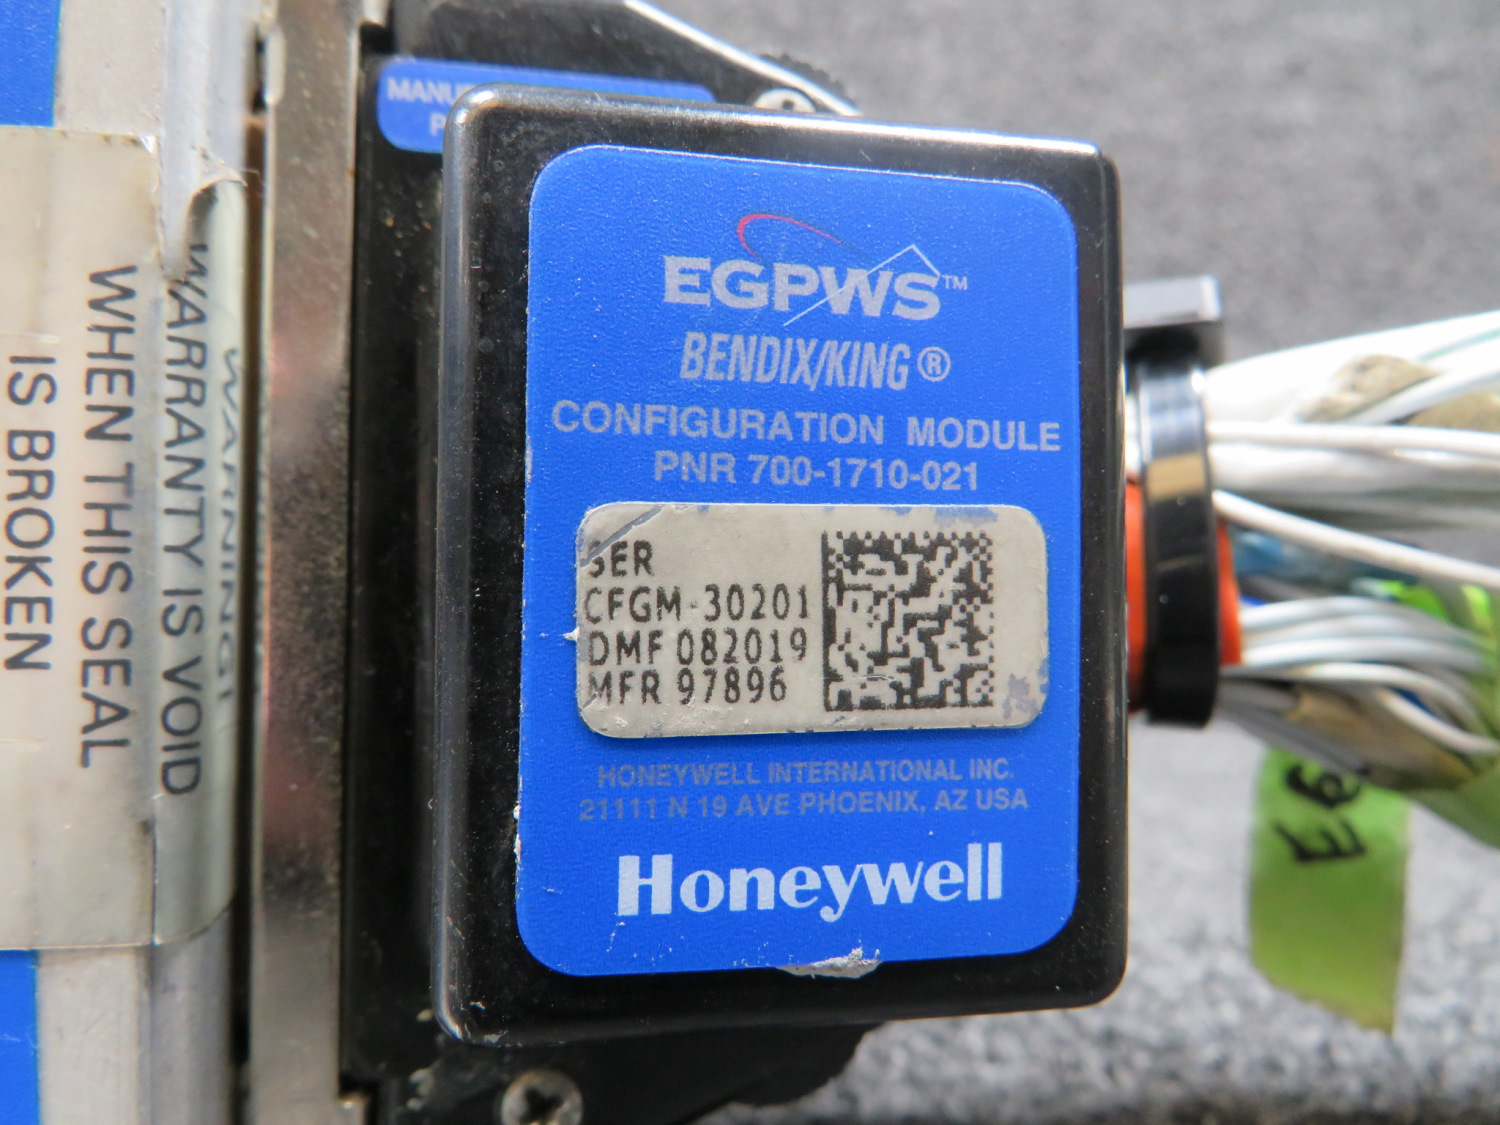 MANU
EGPWS™
BENDIX/KING®
CONFIGURATION MODULE
PNR 700-1710-021
SER
CFGM-30201
DMF 082019
MFR 97896
HONEYWELL INTERNATIONAL INC.
21111 N 19 AVE PHOENIX, AZ USA
Honeywell
WARNING!
WARRANTY IS VOID
WHEN THIS SEAL
IS BROKEN